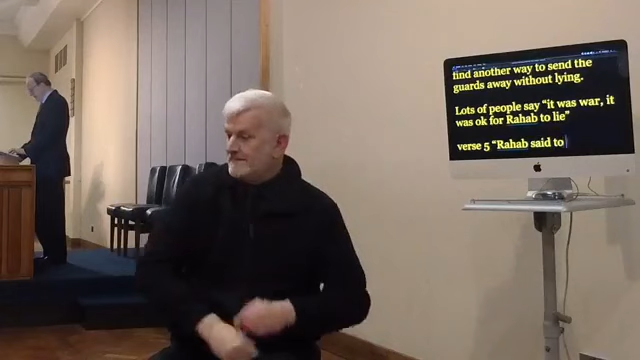 find another way to send the
guards away without lying.
Lots of people say “it was war, it
was ok for Rahab to lie”
verse 5 “Rahab said to